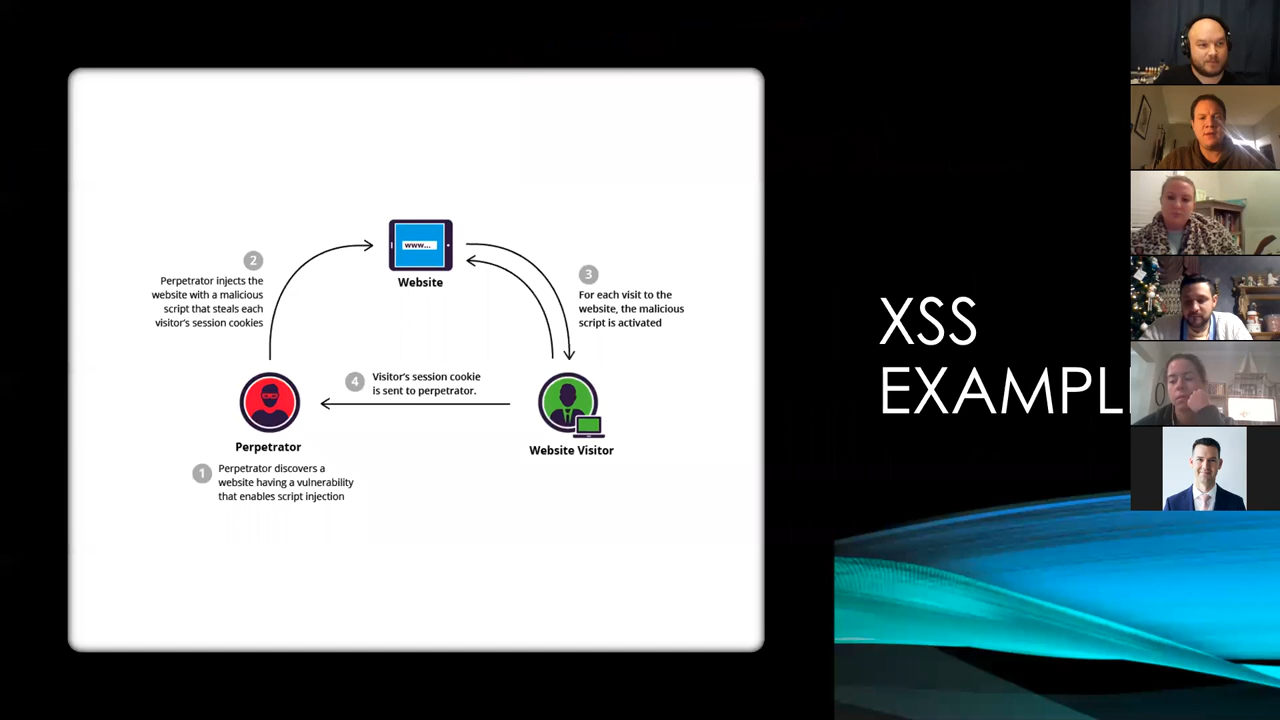 www...
Website
2
Perpetrator injects the
website with a malicious
script that steals each
visitor's session cookies
3
For each visit to the
website, the malicious
script is activated
4
Visitor's session cookie
is sent to perpetrator.
Perpetrator
Website Visitor
1
Perpetrator discovers a
website having a vulnerability
that enables script injection
XSS
EXAMPL